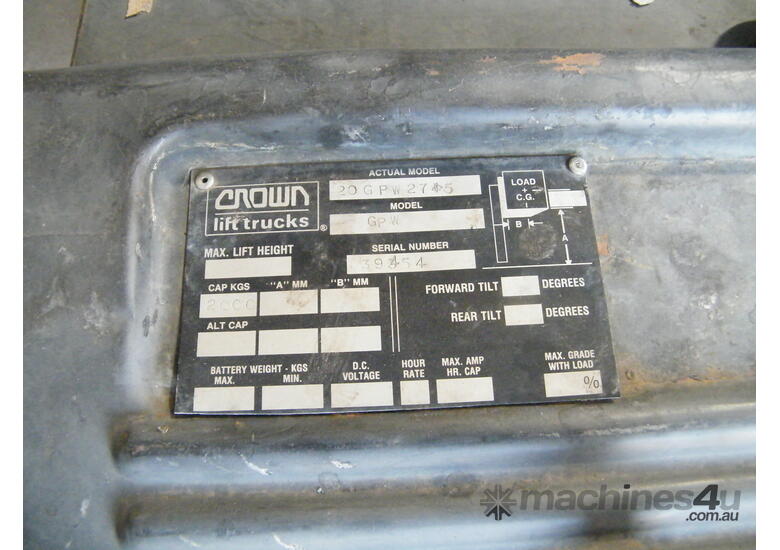 CROWN
lift trucks ®
ACTUAL MODEL
20GPW2745
MODEL
GPW
SERIAL NUMBER
39454
LOAD
C.G.
B
A
MAX. LIFT HEIGHT
CAP KGS "A" MM "B" MM
2000
ALT CAP
FORWARD TILT DEGREES
REAR TILT DEGREES
BATTERY WEIGHT - KGS
MAX. MIN.
D.C.
VOLTAGE
HOUR
RATE
MAX. AMP
HR. CAP
MAX. GRADE
WITH LOAD
%
machines4u
.com.au